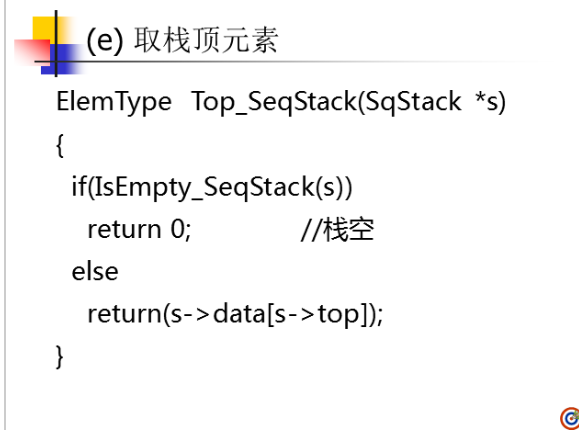 (e) 取栈顶元素
ElemType Top_SeqStack(SqStack *s)
{
if(IsEmpty_SeqStack(s))
return 0; //栈空
else
return(s->data[s->top]);
}